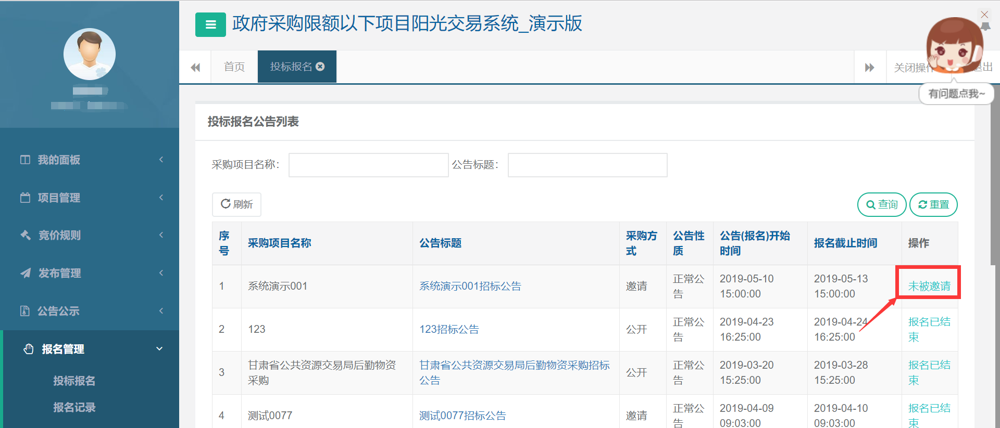 政府采购限额以下项目阳光交易系统_演示版
首页
投标报名
关闭操作
退出
有问题点我~
我的面板
项目管理
竞价规则
发布管理
公告公示
报名管理
投标报名
报名记录
投标报名公告列表
采购项目名称：
公告标题：
刷新
查询
重置
序
号
采购项目名称
公告标题
采购方
式
公告性
质
公告(报名)开始
时间
报名截止时间
操作
1
系统演示001
系统演示001招标公告
邀请
正常公
告
2019-05-10
15:00:00
2019-05-13
15:00:00
未被邀请
2
123
123招标公告
公开
正常公
告
2019-04-23
16:25:00
2019-04-24
16:25:00
报名已结
束
3
甘肃省公共资源交易局后勤物资
采购
甘肃省公共资源交易局后勤物资采购招标
公告
公开
正常公
告
2019-03-20
15:25:00
2019-03-28
15:25:00
报名已结
束
4
测试0077
测试0077招标公告
邀请
正常公
告
2019-04-09
09:03:00
2019-04-10
09:03:00
报名已结
束